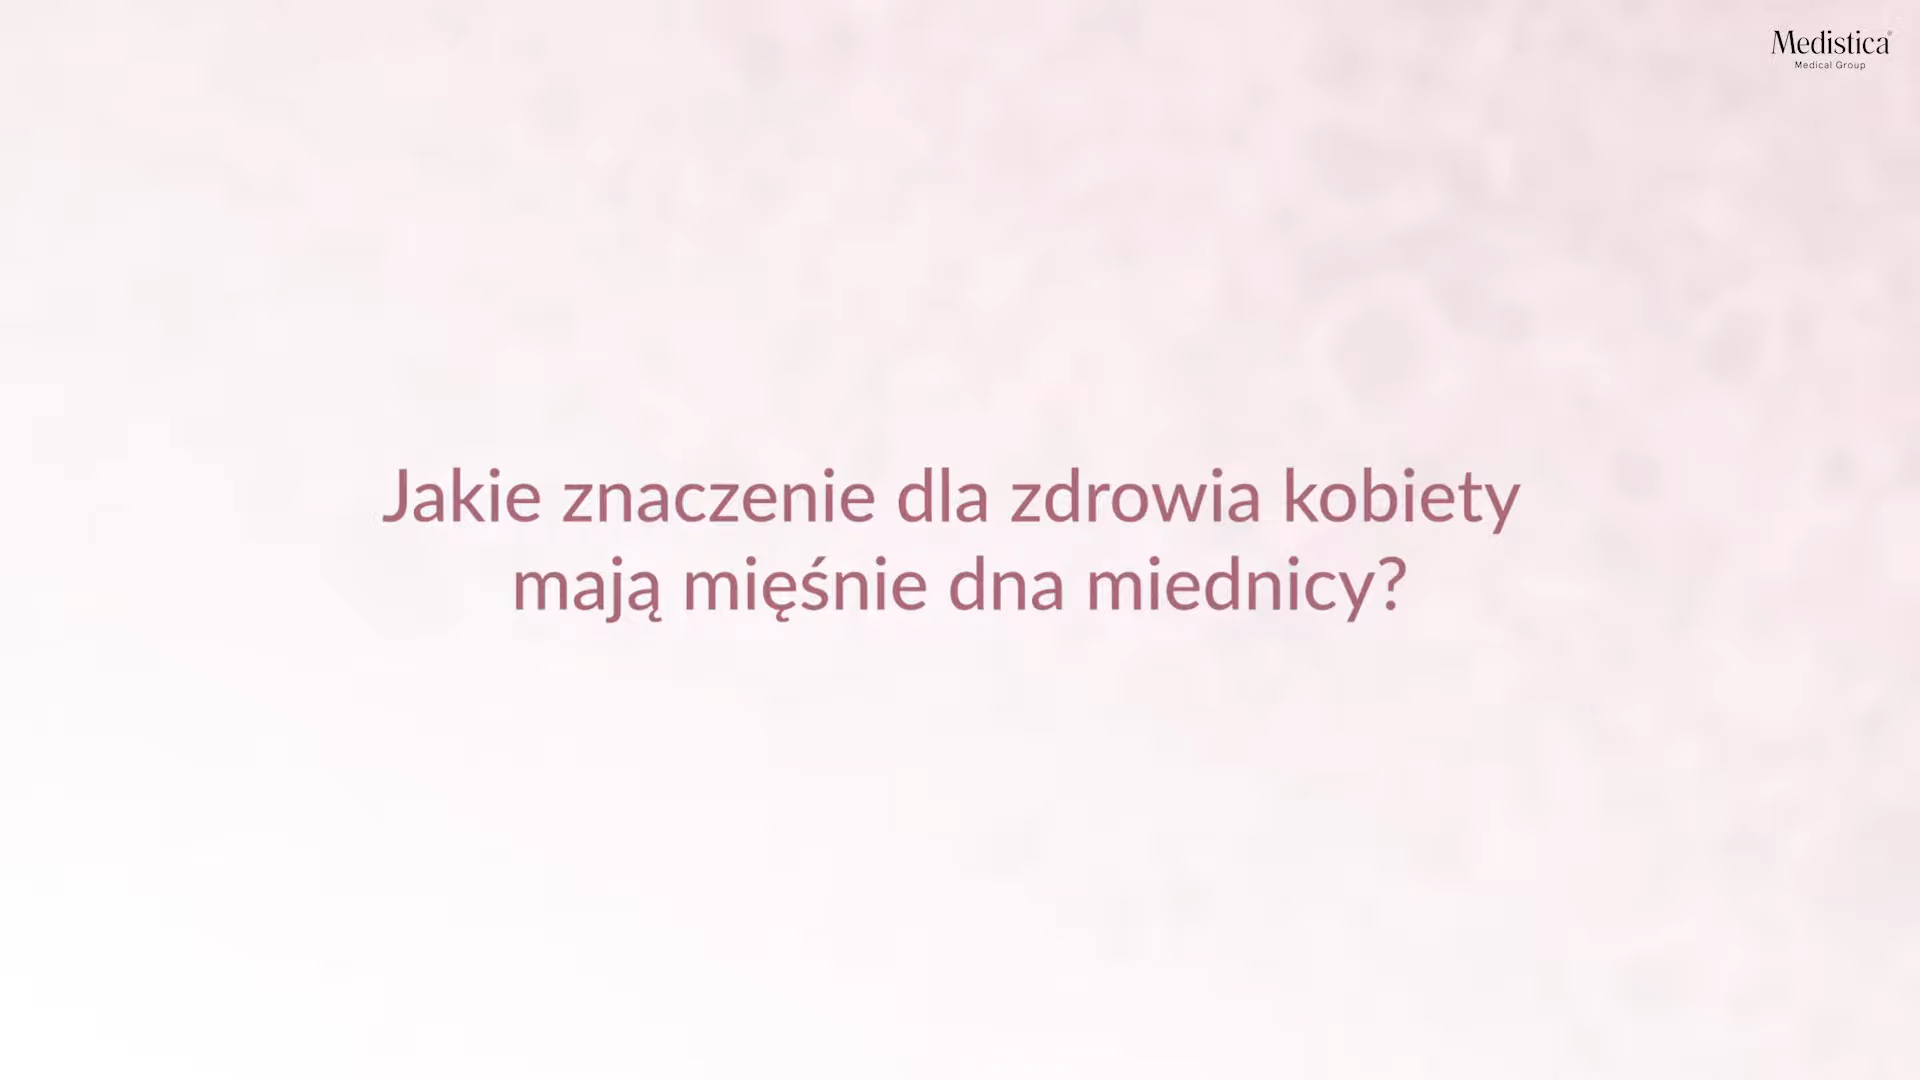 Medistica®
Medical Group
Jakie znaczenie dla zdrowia kobiety
mają mięśnie dna miednicy?